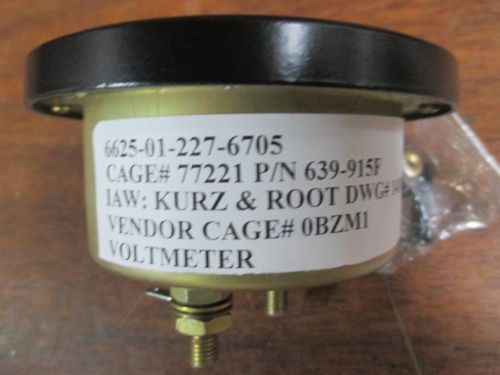 6625-01-227-6705
CAGE# 77221 P/N 639-915F
IAW: KURZ & ROOT DWG#
VENDOR CAGE# 0BZM1
VOLTMETER